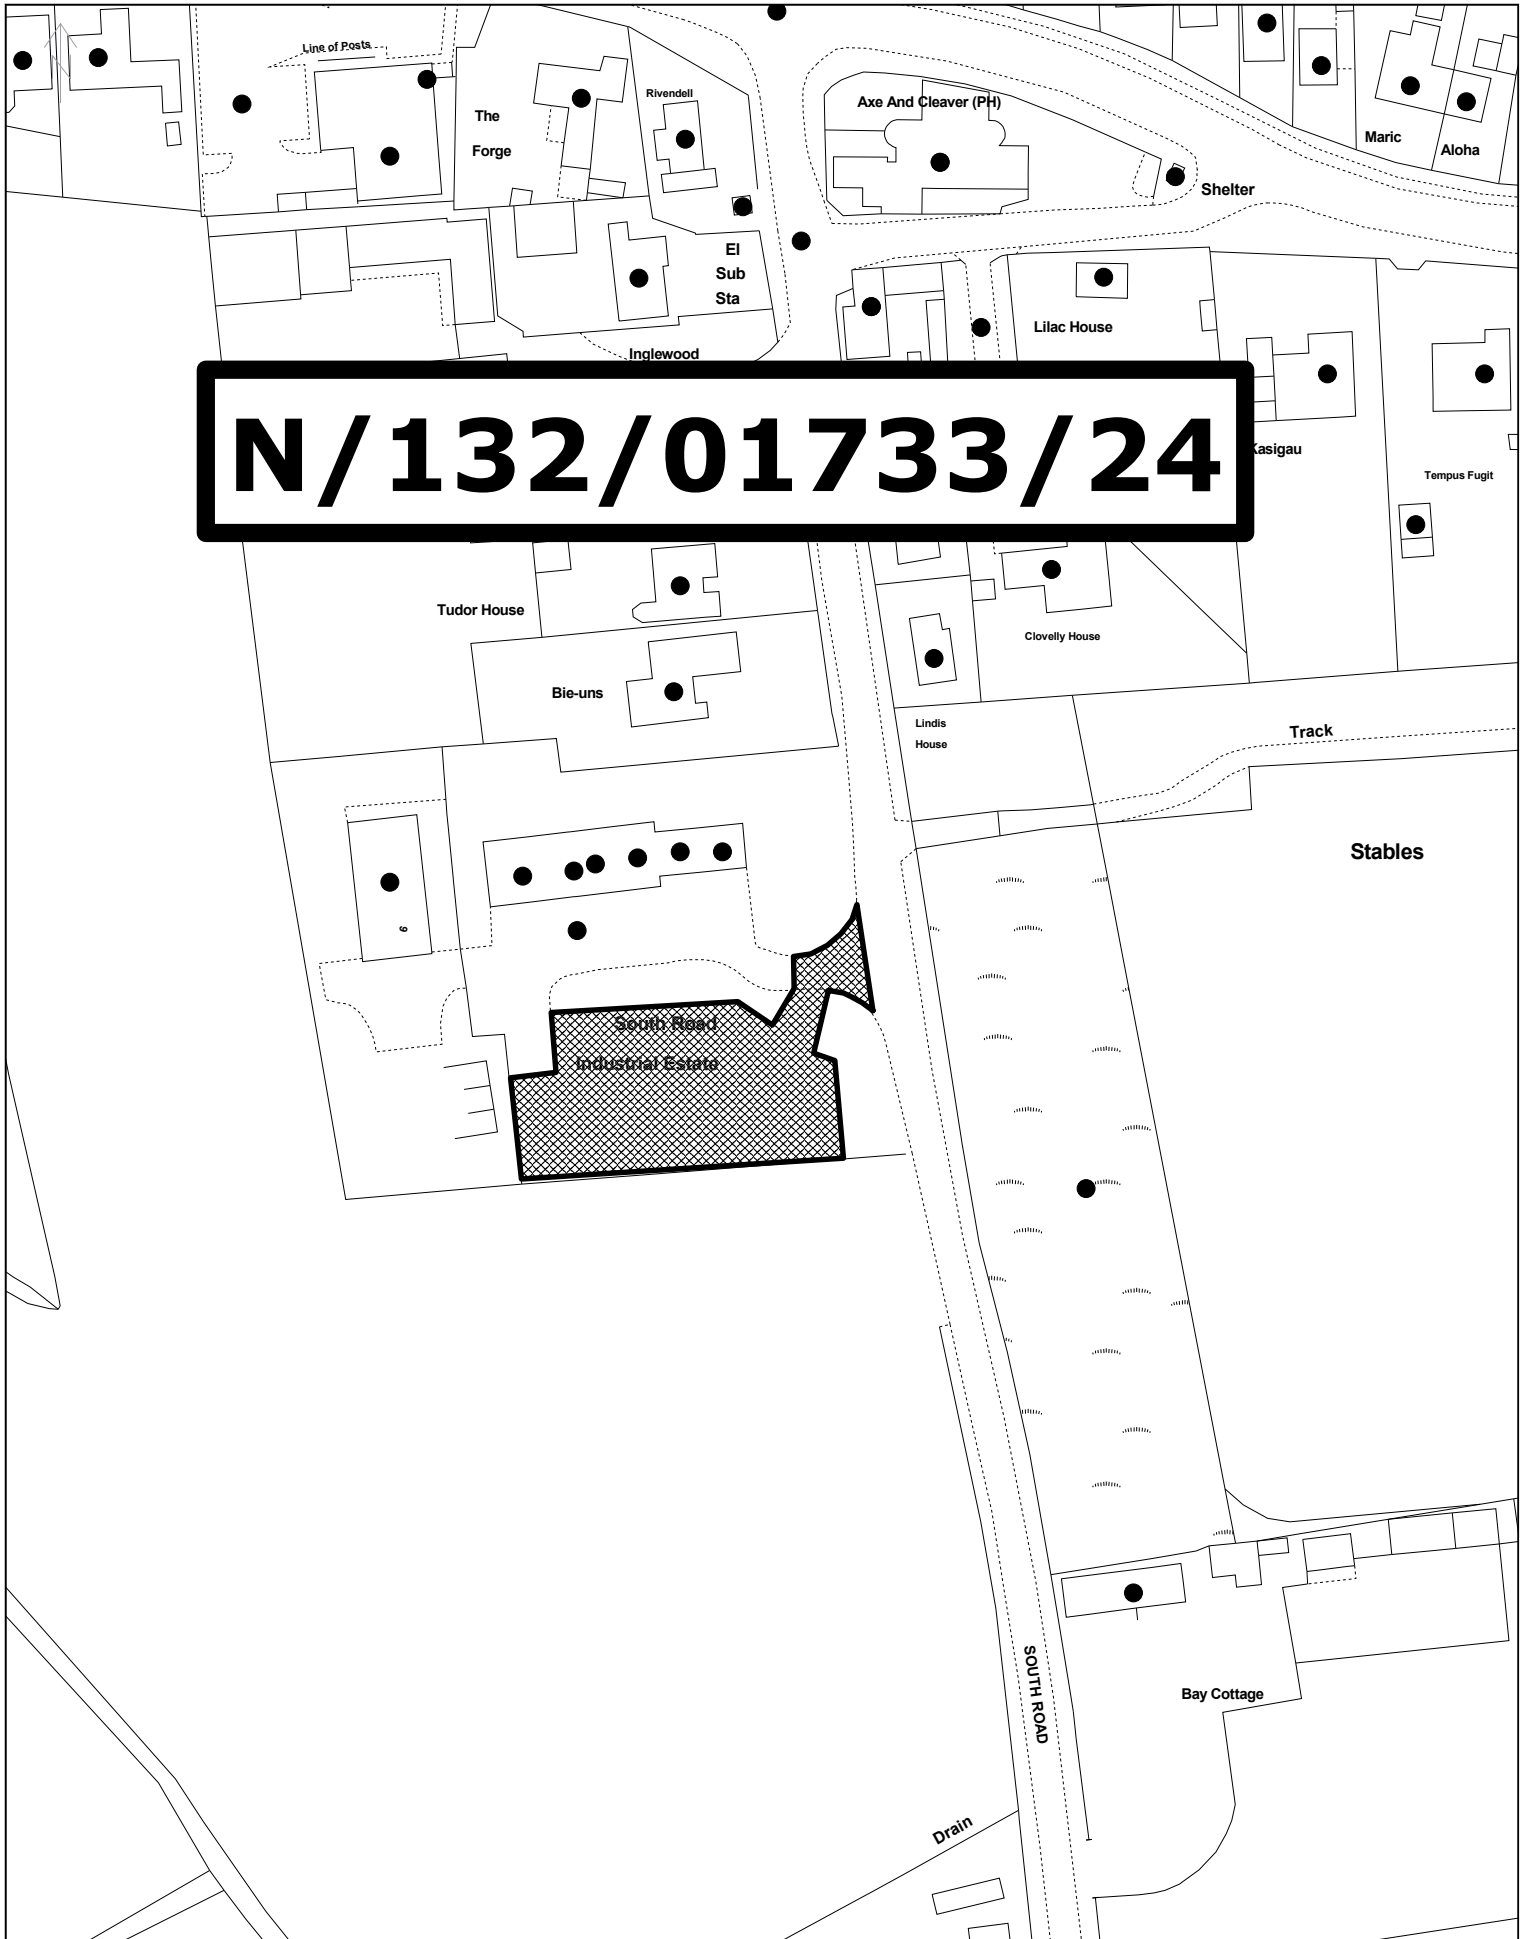 Line of Posts
The
Forge
Rivendell
Axe And Cleaver (PH)
Maric
Aloha
Shelter
El
Sub
Sta
Lilac House
Inglewood
N/132/01733/24
Kasigau
Tempus Fugit
Tudor House
Clovelly House
Bie-uns
Lindis
House
Track
Stables
9
South Road
Industrial Estate
SOUTH ROAD
Bay Cottage
Drain